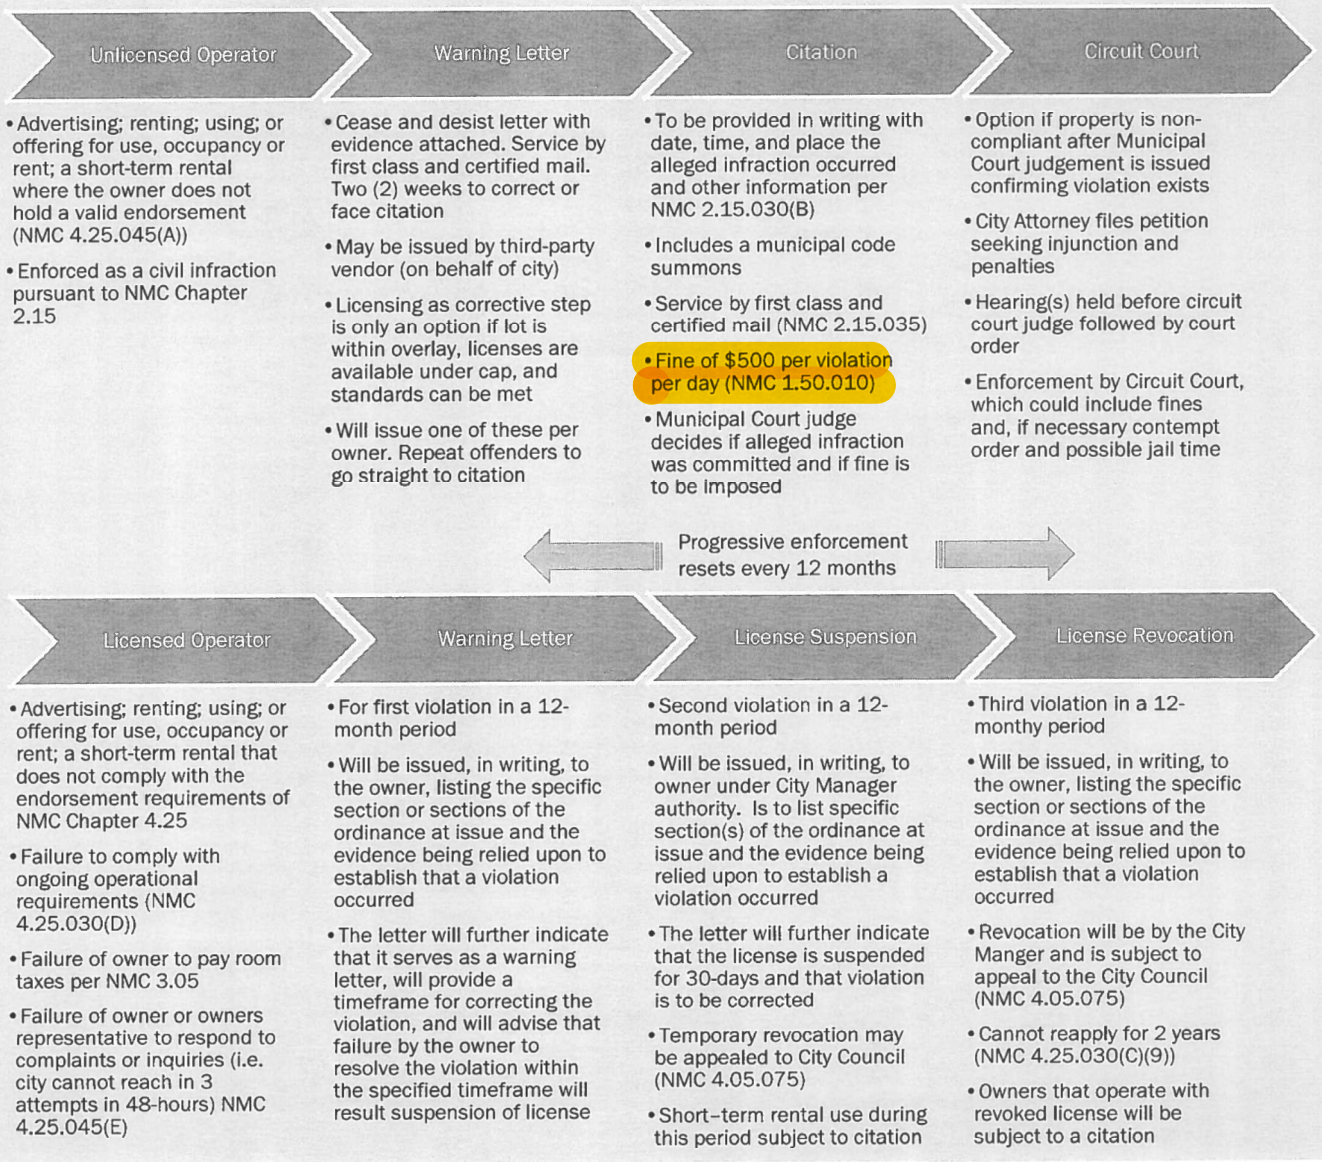 Unlicensed Operator
Warning Letter
Citation
Circuit Court
• Advertising; renting; using; or
offering for use, occupancy or
rent; a short-term rental
where the owner does not
hold a valid endorsement
(NMC 4.25.045(A))
• Enforced as a civil infraction
pursuant to NMC Chapter
2.15
• Cease and desist letter with
evidence attached. Service by
first class and certified mail.
Two (2) weeks to correct or
face citation
• May be issued by third-party
vendor (on behalf of city)
• Licensing as corrective step
is only an option if lot is
within overlay, licenses are
available under cap, and
standards can be met
• Will issue one of these per
owner. Repeat offenders to
go straight to citation
• To be provided in writing with
date, time, and place the
alleged infraction occurred
and other information per
NMC 2.15.030(B)
• Includes a municipal code
summons
• Service by first class and
certified mail (NMC 2.15.035)
• Fine of $500 per violation
per day (NMC 1.50.010)
• Municipal Court judge
decides if alleged infraction
was committed and if fine is
to be imposed
• Option if property is non-
compliant after Municipal
Court judgement is issued
confirming violation exists
• City Attorney files petition
seeking injunction and
penalties
• Hearing(s) held before circuit
court judge followed by court
order
• Enforcement by Circuit Court,
which could include fines
and, if necessary contempt
order and possible jail time
Progressive enforcement
resets every 12 months
Licensed Operator
Warning Letter
License Suspension
License Revocation
• Advertising; renting; using; or
offering for use, occupancy or
rent; a short-term rental that
does not comply with the
endorsement requirements of
NMC Chapter 4.25
• Failure to comply with
ongoing operational
requirements (NMC
4.25.030(D))
• Failure of owner to pay room
taxes per NMC 3.05
• Failure of owner or owners
representative to respond to
complaints or inquiries (i.e.
city cannot reach in 3
attempts in 48-hours) NMC
4.25.045(E)
• For first violation in a 12-
month period
• Will be issued, in writing, to
the owner, listing the specific
section or sections of the
ordinance at issue and the
evidence being relied upon to
establish that a violation
occurred
• The letter will further indicate
that it serves as a warning
letter, will provide a
timeframe for correcting the
violation, and will advise that
failure by the owner to
resolve the violation within
the specified timeframe will
result suspension of license
• Second violation in a 12-
month period
• Will be issued, in writing, to
owner under City Manager
authority. Is to list specific
section(s) of the ordinance at
issue and the evidence being
relied upon to establish a
violation occurred
• The letter will further indicate
that the license is suspended
for 30-days and that violation
is to be corrected
• Temporary revocation may
be appealed to City Council
(NMC 4.05.075)
• Short–term rental use during
this period subject to citation
• Third violation in a 12-
monthy period
• Will be issued, in writing, to
the owner, listing the specific
section or sections of the
ordinance at issue and the
evidence being relied upon to
establish that a violation
occurred
• Revocation will be by the City
Manger and is subject to
appeal to the City Council
(NMC 4.05.075)
• Cannot reapply for 2 years
(NMC 4.25.030(C)(9))
• Owners that operate with
revoked license will be
subject to a citation